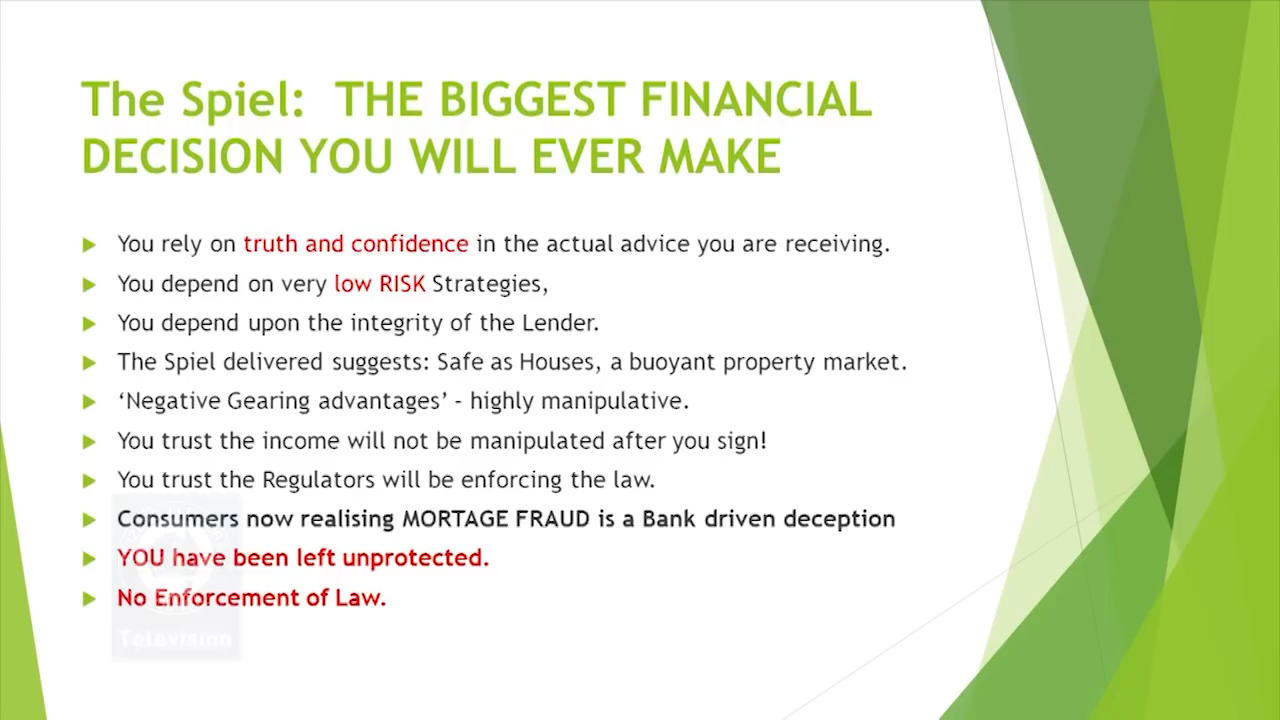 The Spiel:  THE BIGGEST FINANCIAL
DECISION YOU WILL EVER MAKE
You rely on truth and confidence in the actual advice you are receiving.
You depend on very low RISK Strategies,
You depend upon the integrity of the Lender.
The Spiel delivered suggests: Safe as Houses, a buoyant property market.
‘Negative Gearing advantages’ - highly manipulative.
You trust the income will not be manipulated after you sign!
You trust the Regulators will be enforcing the law.
Consumers now realising MORTAGE FRAUD is a Bank driven deception
YOU have been left unprotected.
No Enforcement of Law.
Television